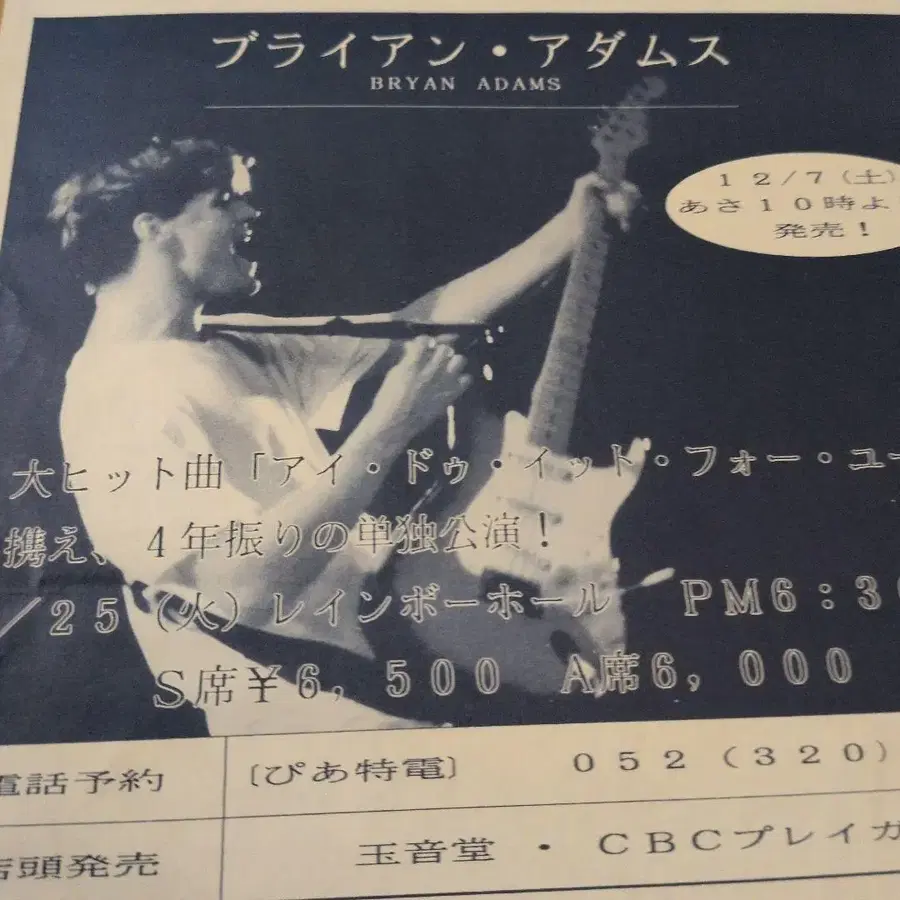 ブライアン・アダムス
BRYAN ADAMS
12/7(土)
あさ10時よ
発売!
大ヒット曲「アイ・ドゥ・イット・フォー・ユー
携え、4年振りの単独公演!
/25(火)レインボーホール PM6:3
S席¥6,500 A席6,000
電話予約 〔ぴあ特電〕 052(320)
店頭発売 玉音堂・CBCプレイガ